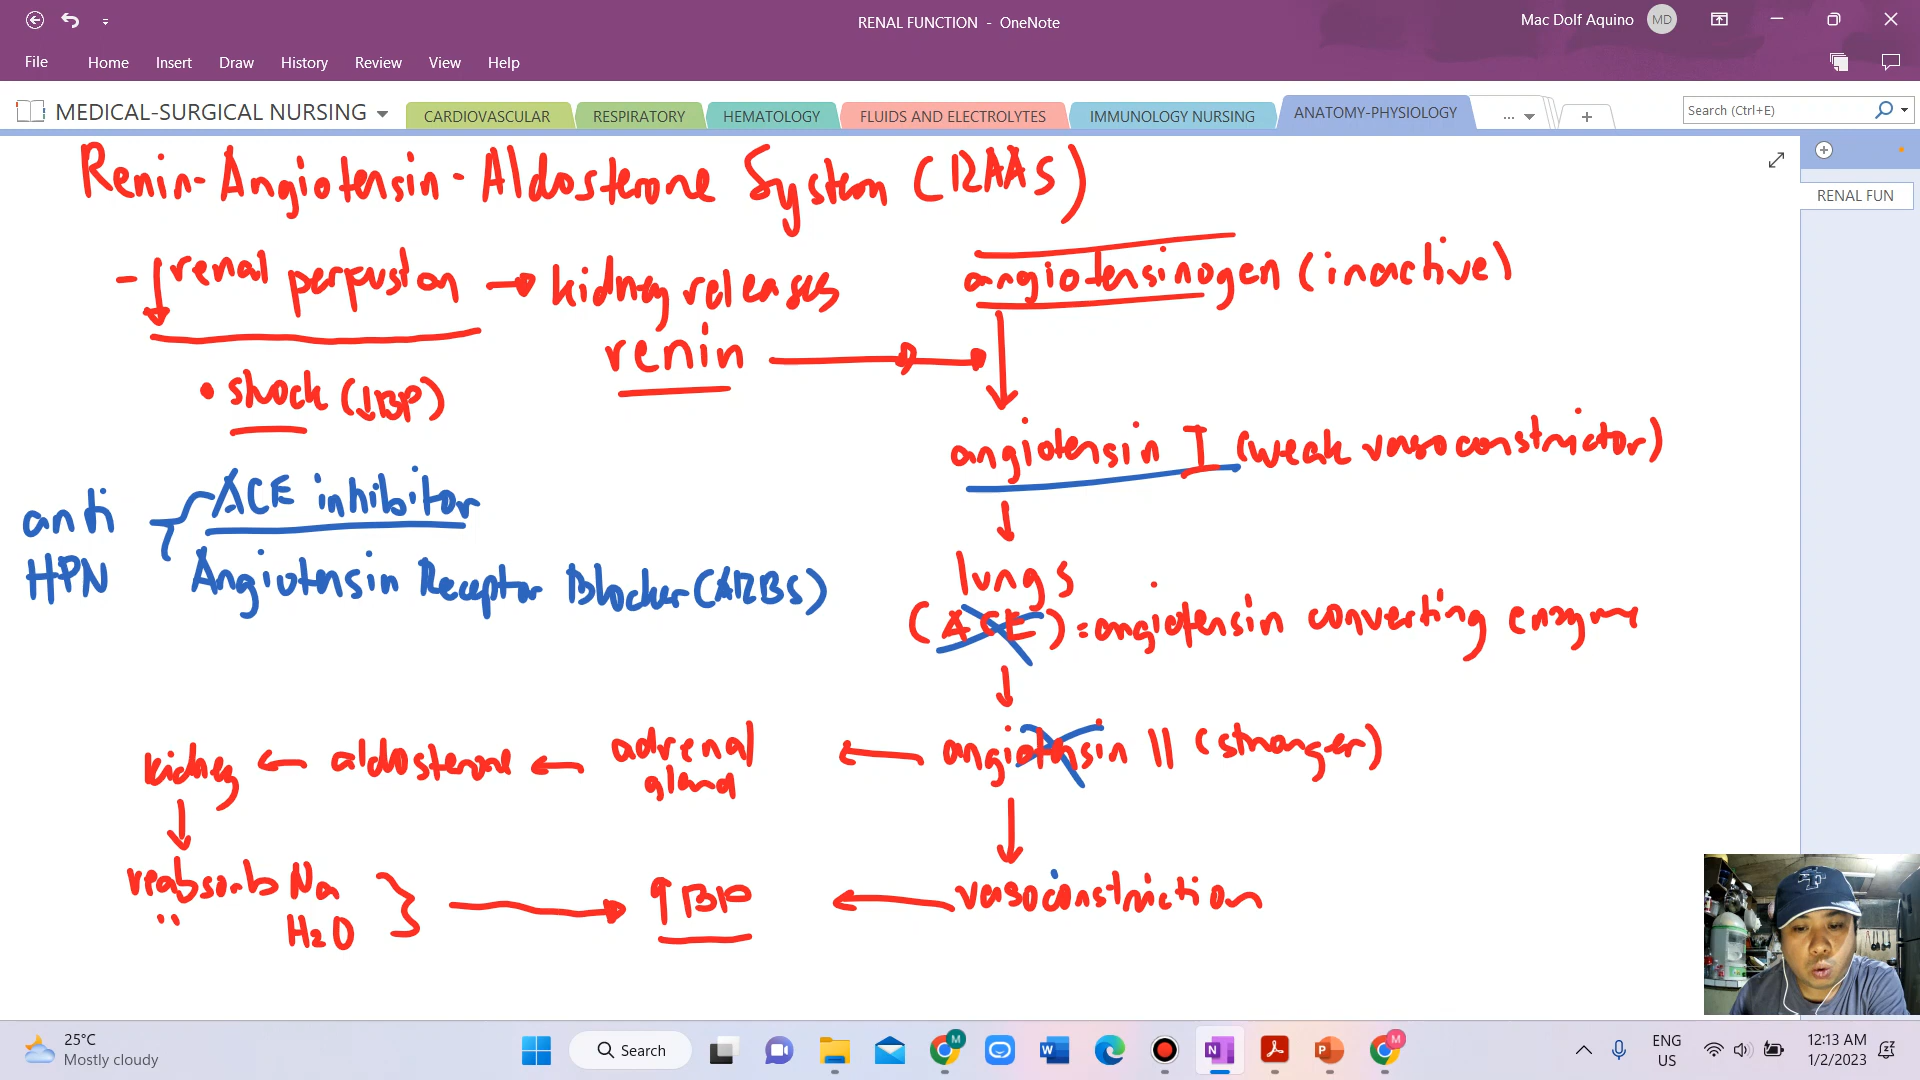 RENAL FUNCTION - OneNote
Mac Dolf Aquino MD
File Home Insert Draw History Review View Help
MEDICAL-SURGICAL NURSING CARDIOVASCULAR RESPIRATORY HEMATOLOGY FLUIDS AND ELECTROLYTES IMMUNOLOGY NURSING ANATOMY-PHYSIOLOGY ... + Search (Ctrl+E)
RENAL FUN
Renin-Angiotensin-Aldosterone System (RAAS)
- ↓ renal perfusion → kidney releases
renin →
• shock (↓BP)
angiotensinogen (inactive)
↓
angiotensin I (weak vasoconstrictor)
↓
lungs
(ACE) = angiotensin converting enzyme
↓
angiotensin II (stronger)
↓
vasoconstriction
anti
HPN
ACE inhibitor
Angiotensin Receptor Blocker (ARBS)
kidney ← aldosterone ← adrenal
gland ←
↓
reabsorb Na
" H2O } → ↑BP ←
25°C
Mostly cloudy
Search
M
W
N
P
M
ENG
US
12:13 AM
1/2/2023